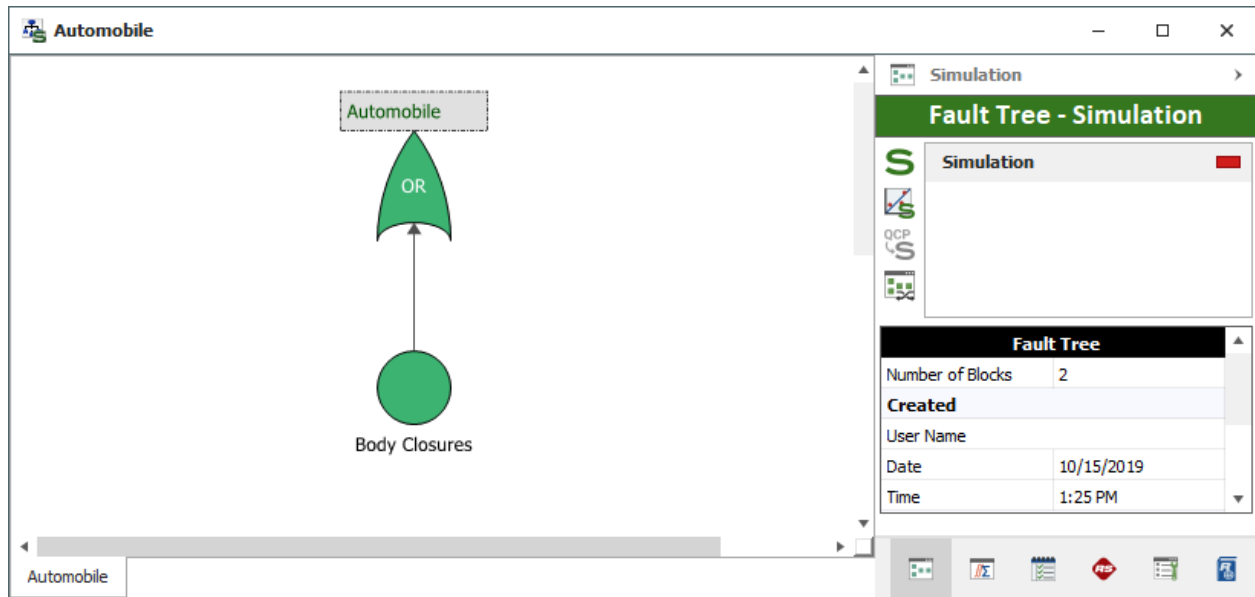 Automobile
Automobile
OR
Body Closures
Automobile
Simulation
Fault Tree - Simulation
S
Simulation
S
QCP
S
Fault Tree
Number of Blocks 2
Created
User Name
Date 10/15/2019
Time 1:25 PM